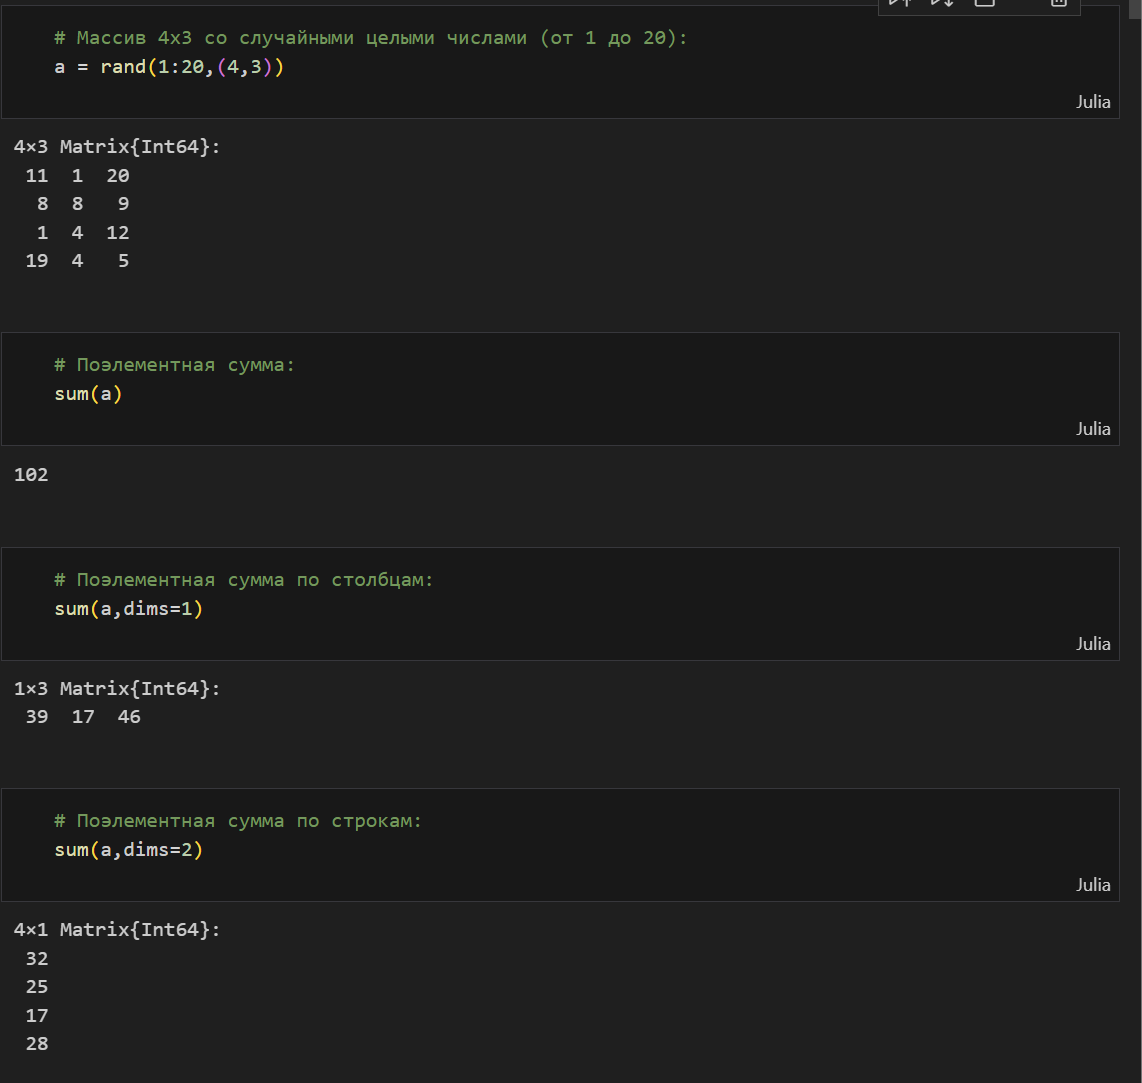 # Массив 4x3 со случайными целыми числами (от 1 до 20):
a = rand(1:20,(4,3))
Julia
4×3 Matrix{Int64}:
11 1 20
8 8 9
1 4 12
19 4 5
# Поэлементная сумма:
sum(a)
Julia
102
# Поэлементная сумма по столбцам:
sum(a,dims=1)
Julia
1×3 Matrix{Int64}:
39 17 46
# Поэлементная сумма по строкам:
sum(a,dims=2)
Julia
4×1 Matrix{Int64}:
32
25
17
28